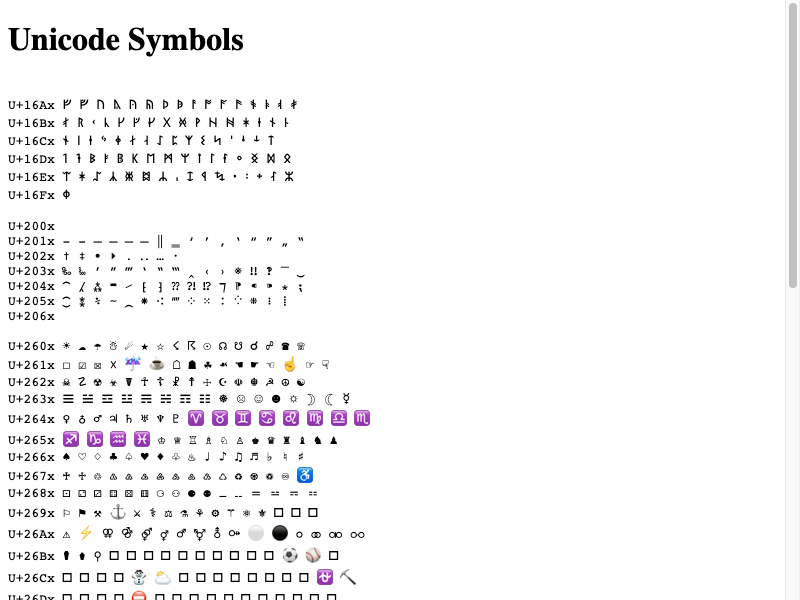 Unicode Symbols
U+16Ax ᚠ ᚡ ᚢ ᚣ ᚤ ᚥ ᚦ ᚧ ᚨ ᚩ ᚪ ᚫ ᚬ ᚭ ᚮ ᚯ
U+16Bx ᚰ ᚱ ᚲ ᚳ ᚴ ᚵ ᚶ ᚷ ᚸ ᚹ ᚺ ᚻ ᚼ ᚽ ᚾ ᚿ
U+16Cx ᛀ ᛁ ᛂ ᛃ ᛄ ᛅ ᛆ ᛇ ᛈ ᛉ ᛊ ᛋ ᛌ ᛍ ᛎ ᛏ
U+16Dx ᛐ ᛑ ᛒ ᛓ ᛔ ᛕ ᛖ ᛗ ᛘ ᛙ ᛚ ᛛ ᛜ ᛝ ᛞ ᛟ
U+16Ex ᛠ ᛡ ᛢ ᛣ ᛤ ᛥ ᛦ ᛧ ᛨ ᛩ ᛪ ᛫ ᛬ ᛭ ᛮ ᛯ
U+16Fx ᛰ
U+200x
U+201x ‐ ‑ ‒ – — ― ‖ ‗ ‘ ’ ‚ ‛ “ ” „ ‟
U+202x † ‡ • ‣ ․ ‥ … ‧
U+203x ‰ ‱ ′ ″ ‴ ‵ ‶ ‷ ‸ ‹ › ※ ‼ ‽ ‾ ‿
U+204x ⁀ ⁁ ⁂ ⁃ ⁄ ⁅ ⁆ ⁇ ⁈ ⁉ ⁊ ⁋ ⁌ ⁍ ⁎ ⁏
U+205x ⁐ ⁑ ⁒ ⁓ ⁔ ⁕ ⁖ ⁗ ⁘ ⁙ ⁚ ⁛ ⁜ ⁝ ⁞
U+206x
U+260x ☀ ☁ ☂ ☃ ☄ ★ ☆ ☇ ☈ ☉ ☊ ☋ ☌ ☍ ☎ ☏
U+261x ☐ ☑ ☒ ☓ ☔ ☕ ☖ ☗ ☘ ☙ ☚ ☛ ☜ ☝ ☞ ☟
U+262x ☠ ☡ ☢ ☣ ☤ ☥ ☦ ☧ ☨ ☩ ☪ ☫ ☬ ☭ ☮ ☯
U+263x ☰ ☱ ☲ ☳ ☴ ☵ ☶ ☷ ☸ ☹ ☺ ☻ ☼ ☽ ☾ ☿
U+264x ♀ ♁ ♂ ♃ ♄ ♅ ♆ ♇ ♈ ♉ ♊ ♋ ♌ ♍ ♎ ♏
U+265x ♐ ♑ ♒ ♓ ♔ ♕ ♖ ♗ ♘ ♙ ♚ ♛ ♜ ♝ ♞ ♟
U+266x ♠ ♡ ♢ ♣ ♤ ♥ ♦ ♧ ♨ ♩ ♪ ♫ ♬ ♭ ♮ ♯
U+267x ♰ ♱ ♲ ♳ ♴ ♵ ♶ ♷ ♸ ♹ ♺ ♻ ♼ ♽ ♾ ♿
U+268x ⚀ ⚁ ⚂ ⚃ ⚄ ⚅ ⚆ ⚇ ⚈ ⚉ ⚊ ⚋ ⚌ ⚍ ⚎ ⚏
U+269x ⚐ ⚑ ⚒ ⚓ ⚔ ⚕ ⚖ ⚗ ⚘ ⚙ ⚚ ⚛ ⚜ □ □ □
U+26Ax ⚠ ⚡ ⚢ ⚣ ⚤ ⚥ ⚦ ⚧ ⚨ ⚩ ⚪ ⚫ ⚬ ⚭ ⚮ ⚯
U+26Bx ⚰ ⚱ ⚲ □ □ □ □ □ □ □ □ □ □ ⚽ ⚾ □
U+26Cx □ □ □ □ ⛄ ⛅ □ □ □ □ □ □ □ □ ⛎ ⛏
U+26Dx □ □ □ □ ⛔ □ □ □ □ □ □ □ □ □ □ □